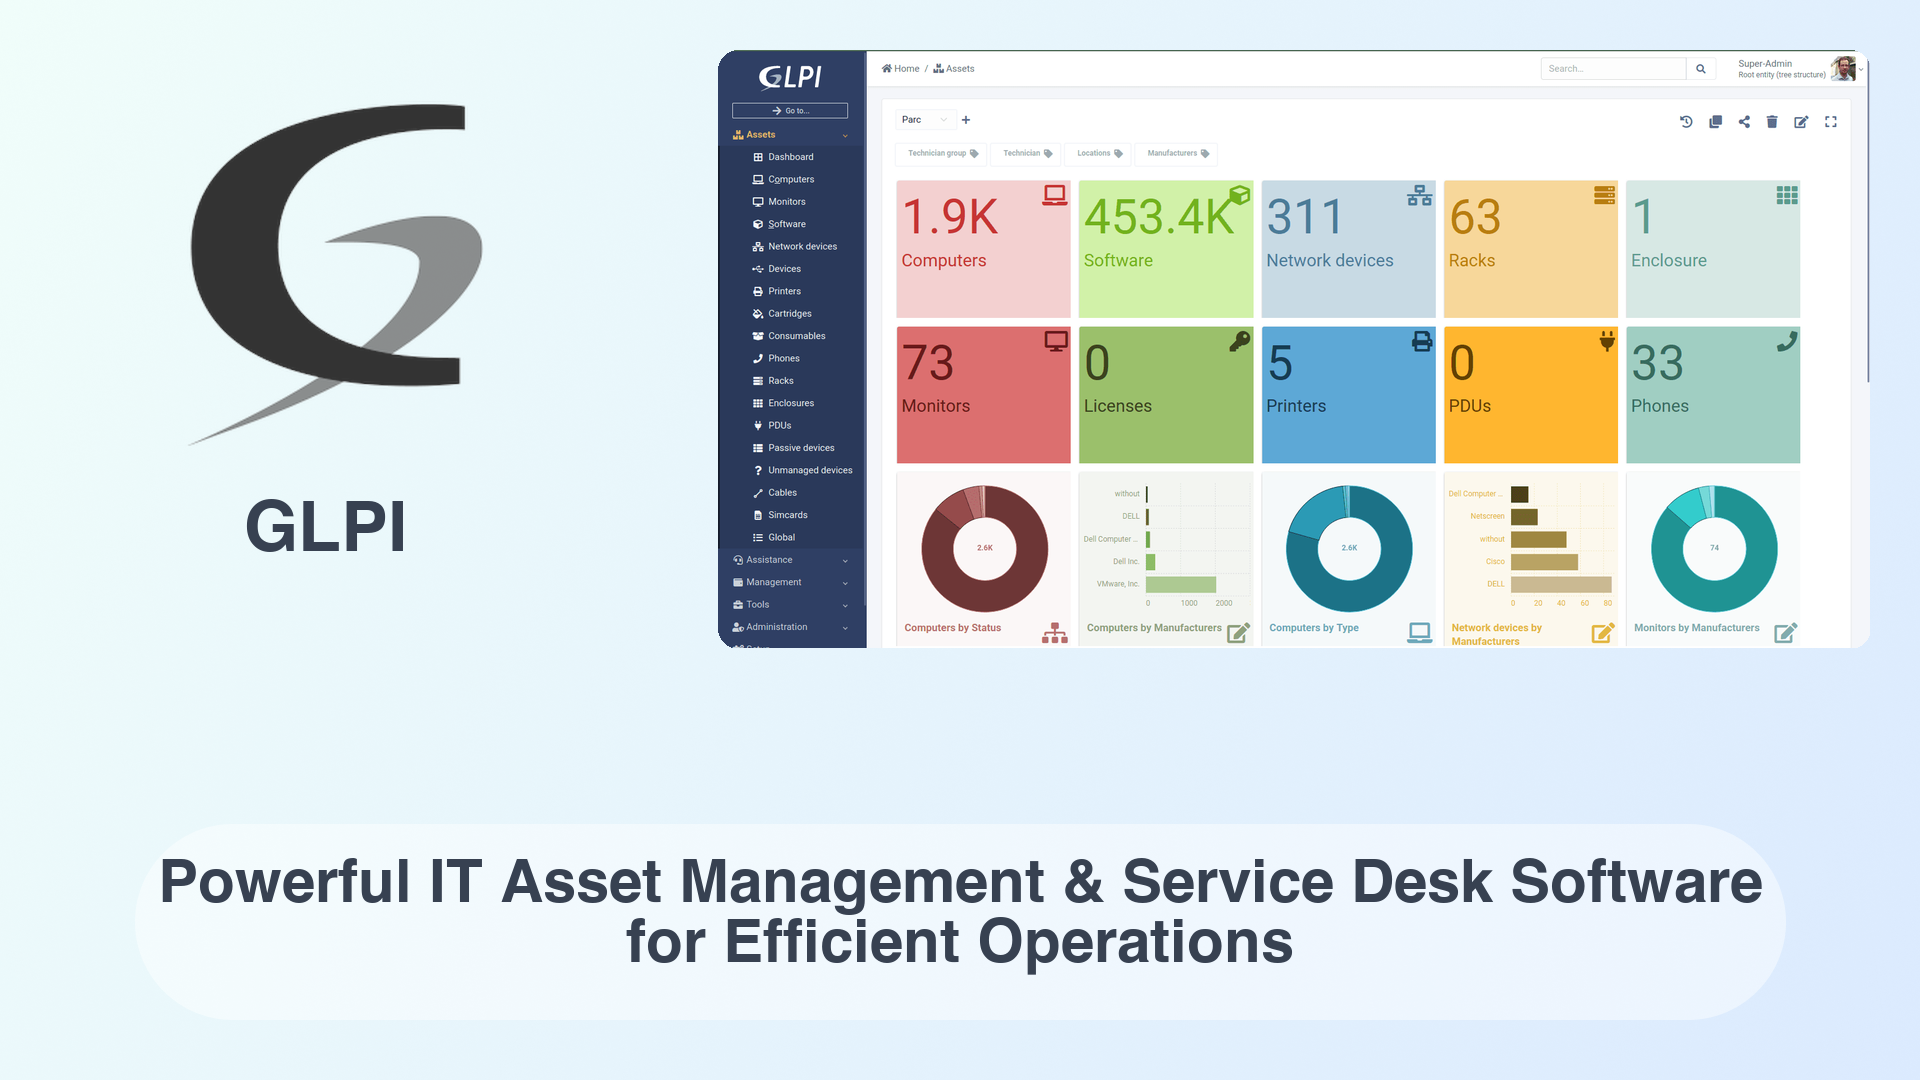 GLPI
GLPI
Go to...
Assets
Dashboard
Computers
Monitors
Software
Network devices
Devices
Printers
Cartridges
Consumables
Phones
Racks
Enclosures
PDUs
Passive devices
Unmanaged devices
Cables
Simcards
Global
Assistance
Management
Tools
Administration
Home / Assets
Search...
Super-Admin
Root entity (tree structure)
Parc
Technician group Technician Locations Manufacturers
1.9K
Computers
453.4K
Software
311
Network devices
63
Racks
1
Enclosure
73
Monitors
0
Licenses
5
Printers
0
PDUs
33
Phones
2.6K
Computers by Status
without
DELL
Dell Computer ...
Dell Inc.
VMware, Inc.
0 1000 2000
Computers by Manufacturers
2.6K
Computers by Type
Dell Computer ...
Netscreen
without
Cisco
DELL
0 20 40 60 80
Network devices by
Manufacturers
74
Monitors by Manufacturers
Powerful IT Asset Management & Service Desk Software
for Efficient Operations